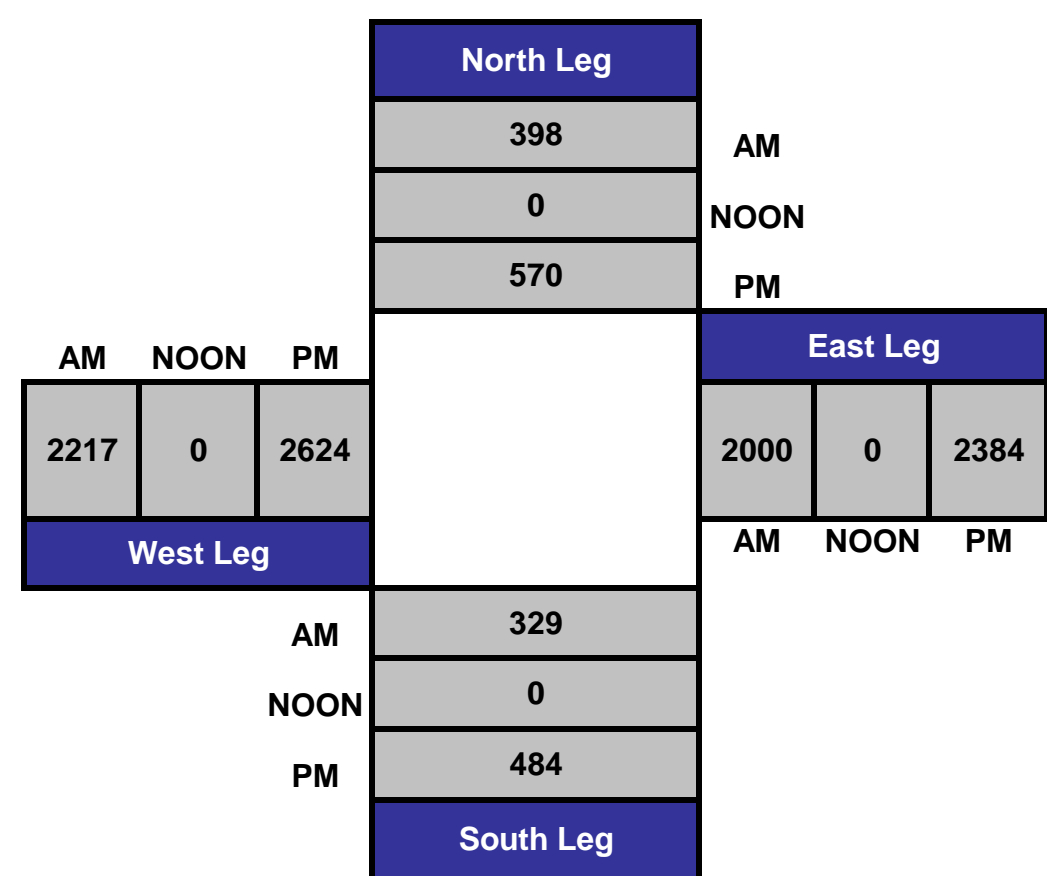 North Leg
398 AM
0 NOON
570 PM
East Leg
AM NOON PM
2217 0 2624
2000 0 2384
West Leg
AM NOON PM
AM 329
NOON 0
PM 484
South Leg